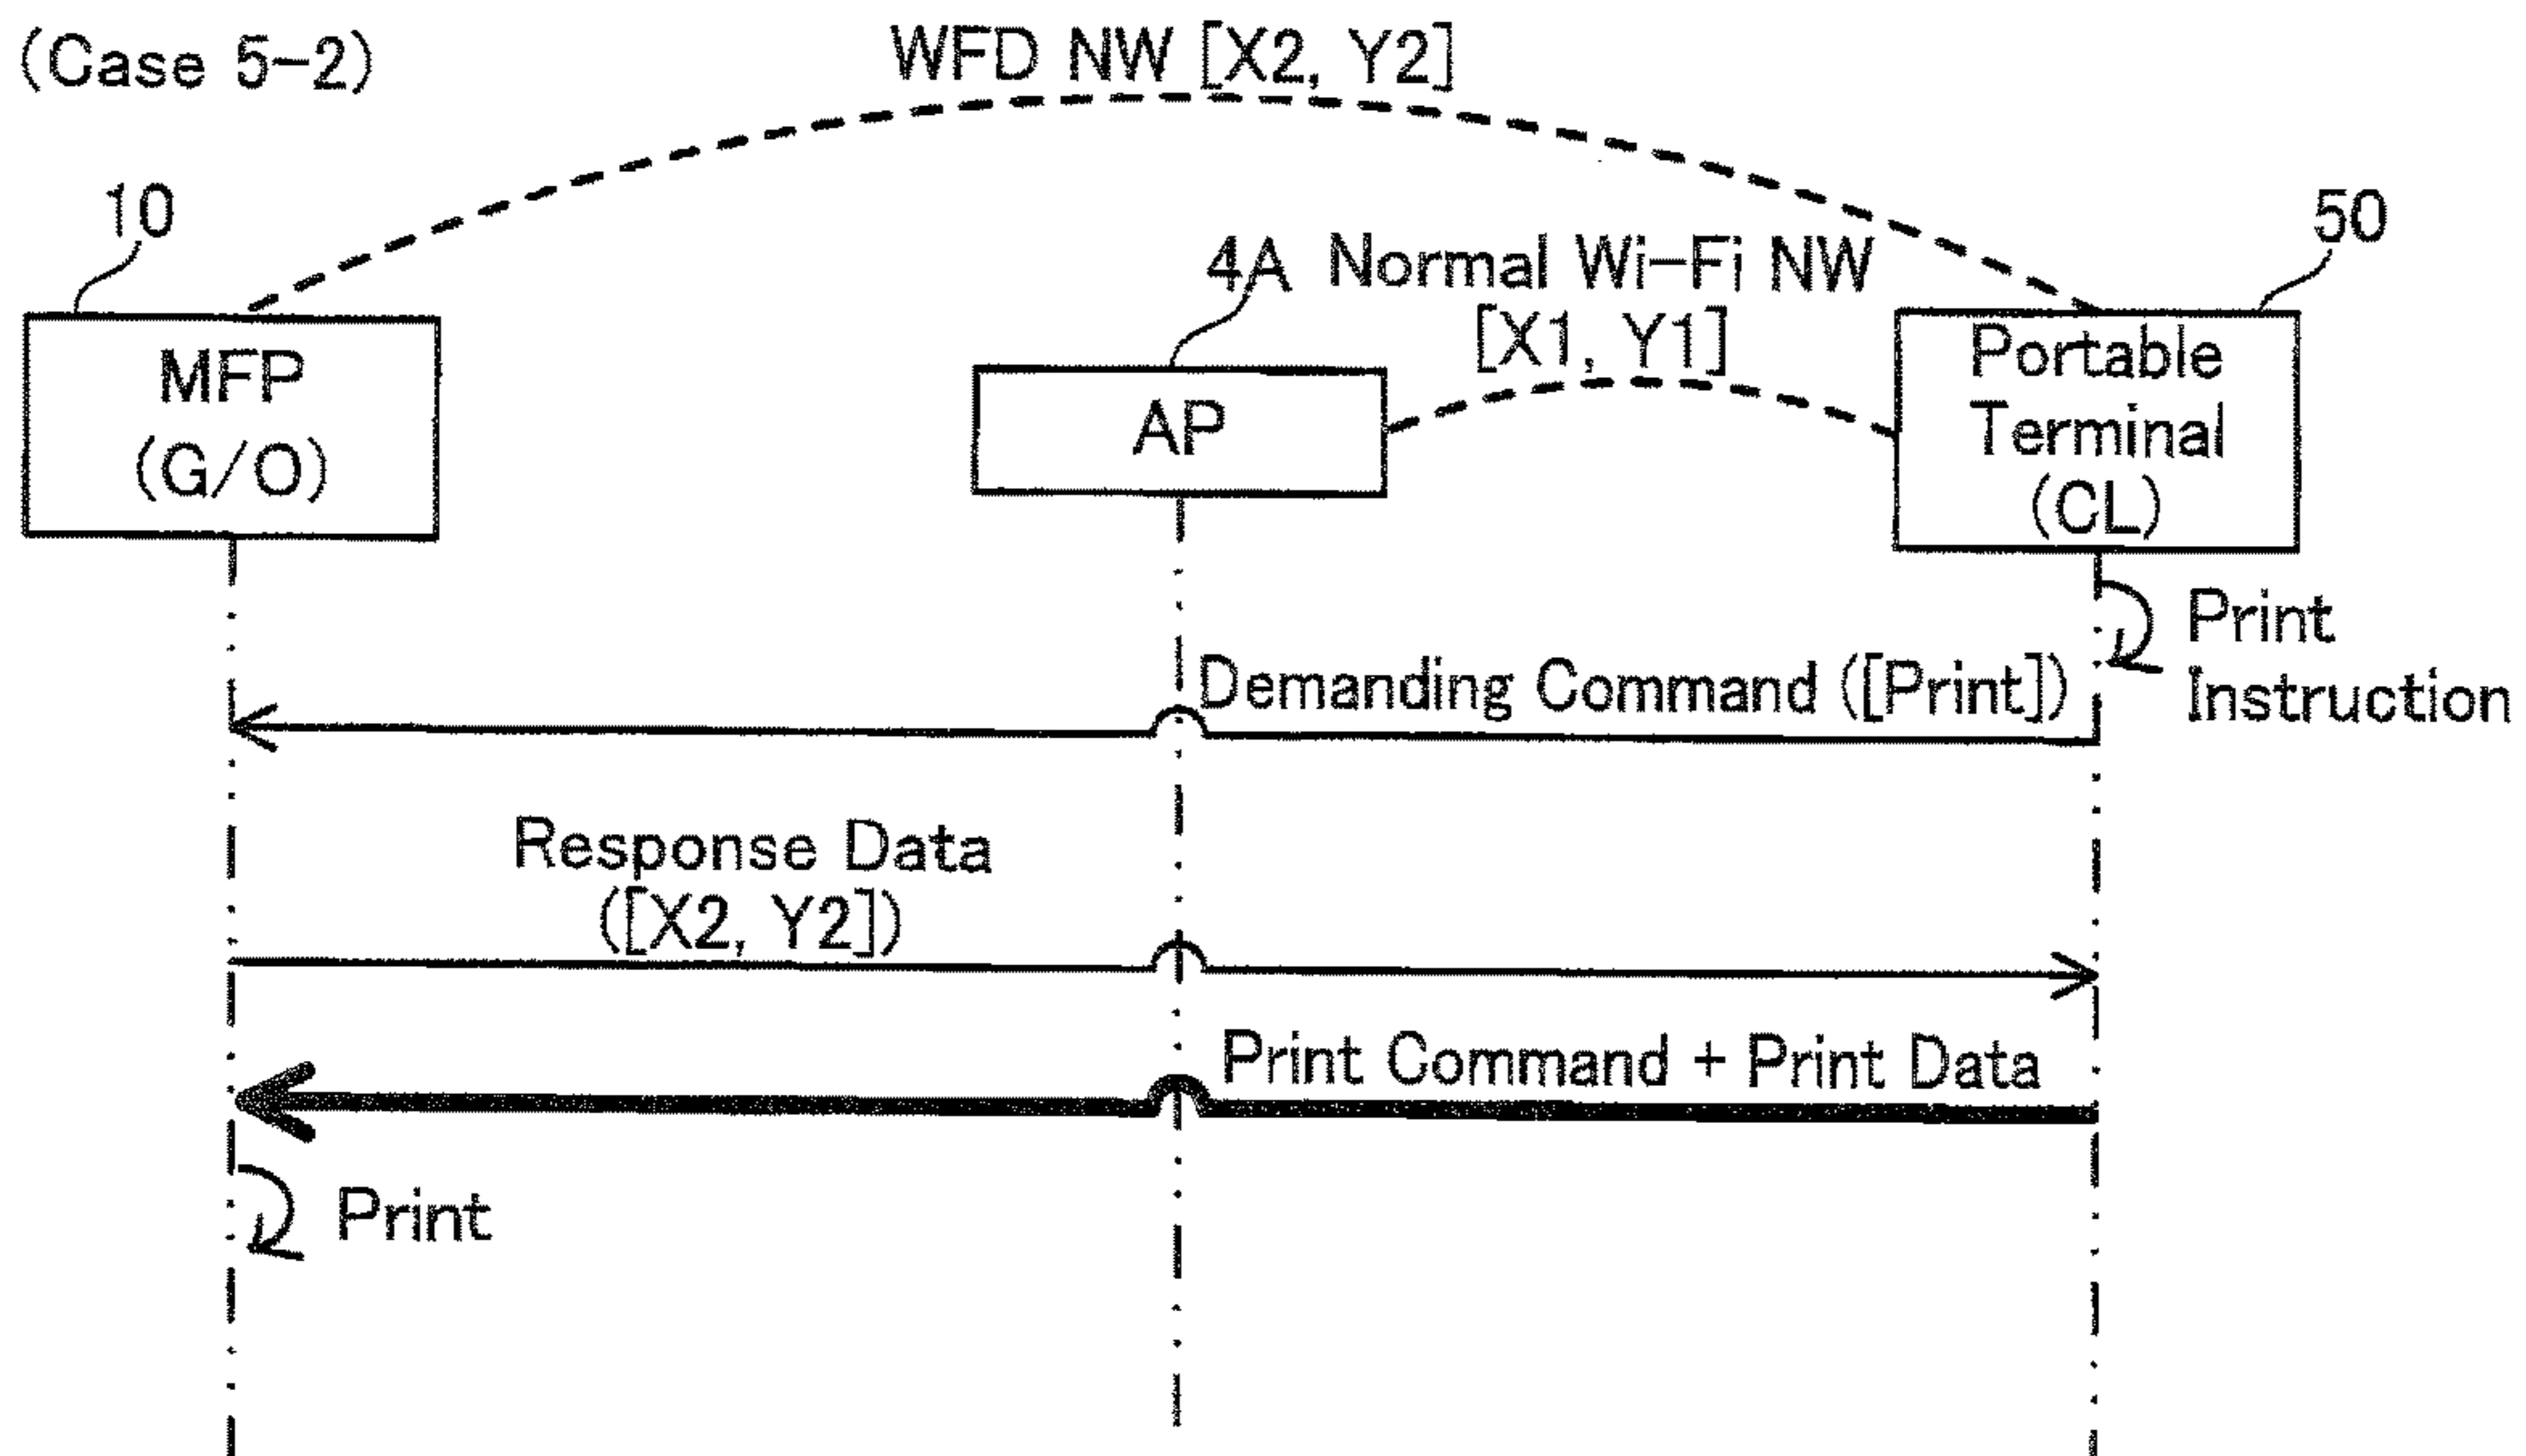 (Case 5-2)
WFD NW [X2, Y2]
10
4A
Normal Wi-Fi NW
[X1, Y1]
50
MFP
(G/O)
AP
Portable
Terminal
(CL)
Print
Instruction
Demanding Command ([Print])
Response Data
([X2, Y2])
Print Command + Print Data
Print